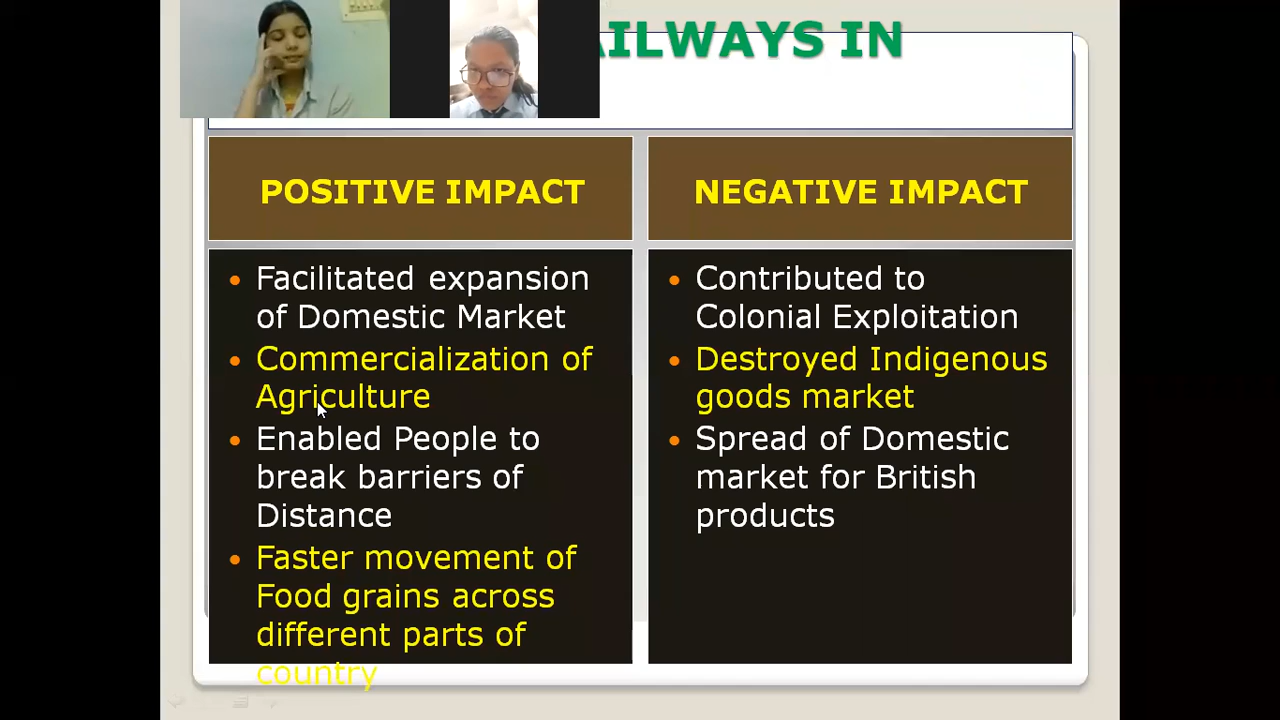 AILWAYS IN
POSITIVE IMPACT
NEGATIVE IMPACT
• Facilitated expansion
of Domestic Market
• Commercialization of
Agriculture
• Enabled People to
break barriers of
Distance
• Faster movement of
Food grains across
different parts of
country
• Contributed to
Colonial Exploitation
• Destroyed Indigenous
goods market
• Spread of Domestic
market for British
products